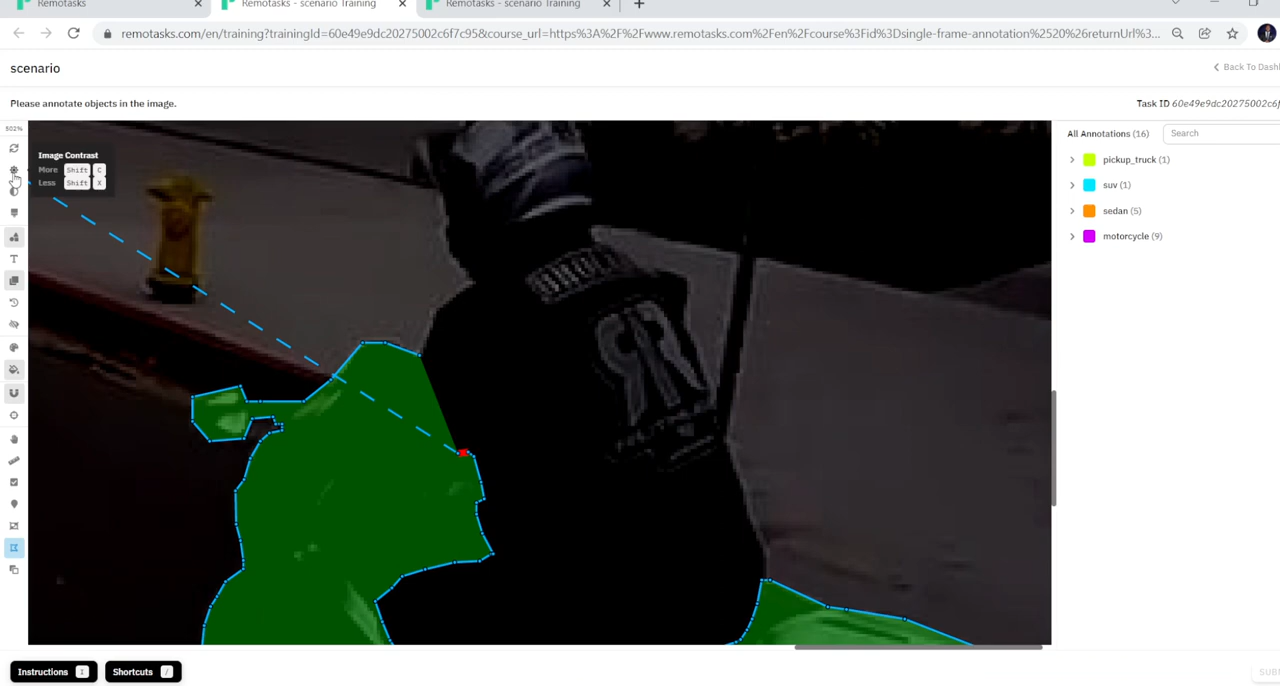 Remotasks
Remotasks - scenario Training
Remotasks - scenario Training
remotasks.com/en/training?trainingId=60e49e9dc20275002c6f7c95&course_url=https%3A%2F%2Fwww.remotasks.com%2Fen%2Fcourse%3Fid%3Dsingle-frame-annotation%2520%26returnUrl%3...
scenario
Back To Dash
Please annotate objects in the image.
Task ID 60e49e9dc20275002c6f
502%
Image Contrast
More Shift C
Less Shift X
All Annotations (16)
Search
pickup_truck (1)
suv (1)
sedan (5)
motorcycle (9)
T
Instructions I
Shortcuts /
SUB